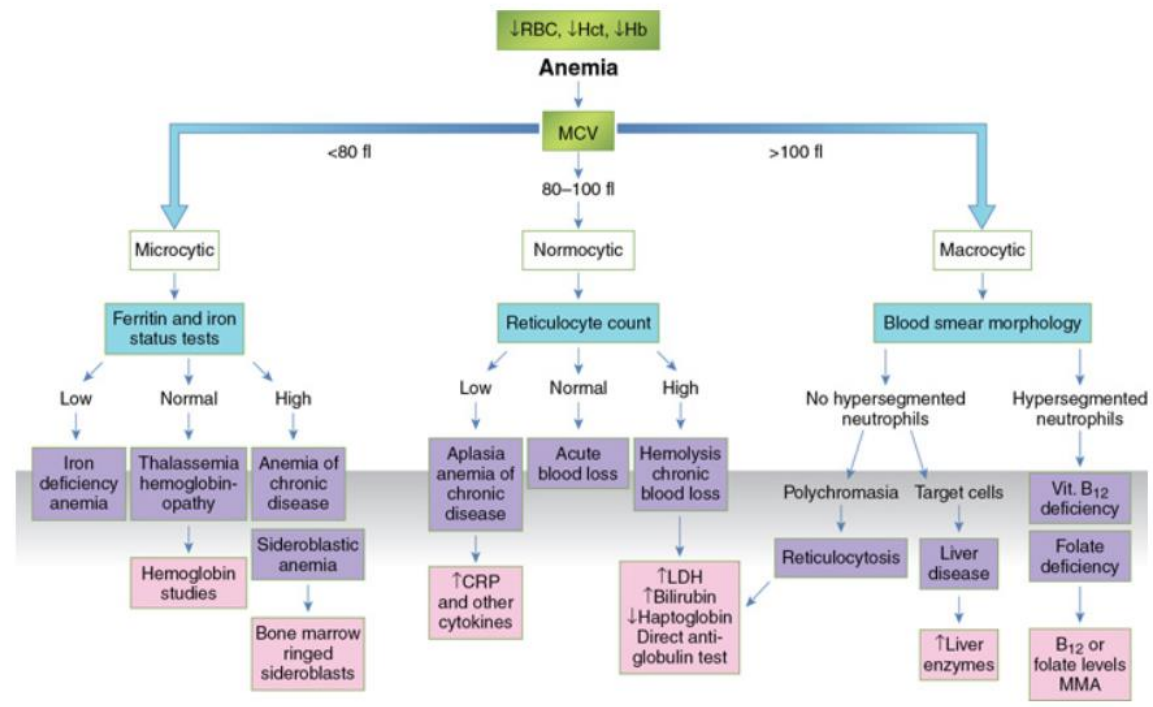 ↓RBC, ↓Hct, ↓Hb
Anemia
MCV
<80 fl
80–100 fl
>100 fl
Microcytic
Normocytic
Macrocytic
Ferritin and iron
status tests
Reticulocyte count
Blood smear morphology
Low
Normal
High
Low
Normal
High
No hypersegmented
neutrophils
Hypersegmented
neutrophils
Iron
deficiency
anemia
Thalassemia
hemoglobin-
opathy
Anemia of
chronic
disease
Aplasia
anemia of
chronic
disease
Acute
blood loss
Hemolysis
chronic
blood loss
Polychromasia
Target cells
Vit. B12
deficiency
Sideroblastic
anemia
Reticulocytosis
Liver
disease
Folate
deficiency
Hemoglobin
studies
↑CRP
and other
cytokines
↑LDH
↑Bilirubin
↓Haptoglobin
Direct anti-
globulin test
Bone marrow
ringed
sideroblasts
↑Liver
enzymes
B12 or
folate levels
MMA